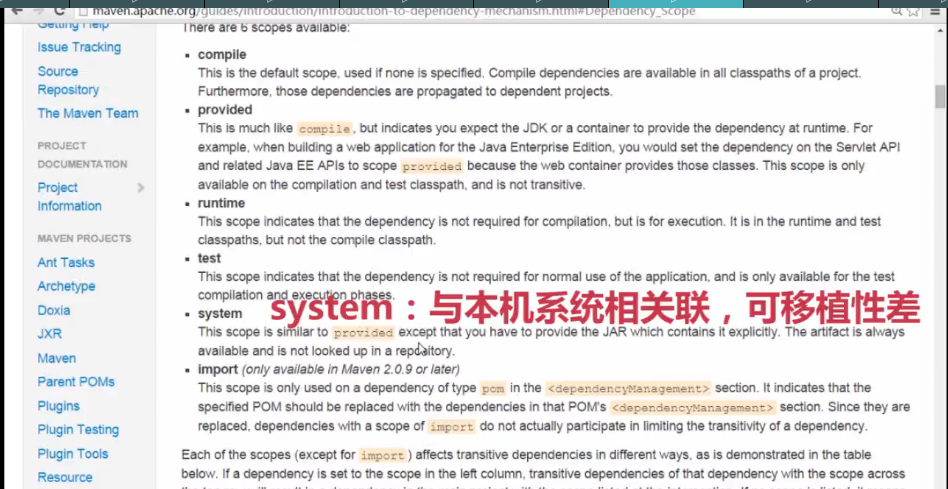 maven.apache.org/guides/introduction/introduction-to-dependency-mechanism.html#Dependency_Scope
Getting Help
Issue Tracking
Source
Repository
The Maven Team
PROJECT
DOCUMENTATION
Project
Information
MAVEN PROJECTS
Ant Tasks
Archetype
Doxia
JXR
Maven
Parent POMs
Plugins
Plugin Testing
Plugin Tools
Resource
There are 6 scopes available:
compile
This is the default scope, used if none is specified. Compile dependencies are available in all classpaths of a project.
Furthermore, those dependencies are propagated to dependent projects.
provided
This is much like compile, but indicates you expect the JDK or a container to provide the dependency at runtime. For
example, when building a web application for the Java Enterprise Edition, you would set the dependency on the Servlet API
and related Java EE APIs to scope provided because the web container provides those classes. This scope is only
available on the compilation and test classpath, and is not transitive.
runtime
This scope indicates that the dependency is not required for compilation, but is for execution. It is in the runtime and test
classpaths, but not the compile classpath.
test
This scope indicates that the dependency is not required for normal use of the application, and is only available for the test
compilation and execution phases.
system：与本机系统相关联，可移植性差
system
This scope is similar to provided except that you have to provide the JAR which contains it explicitly. The artifact is always
available and is not looked up in a repository.
import (only available in Maven 2.0.9 or later)
This scope is only used on a dependency of type pom in the <dependencyManagement> section. It indicates that the
specified POM should be replaced with the dependencies in that POM's <dependencyManagement> section. Since they
are replaced, dependencies with a scope of import do not actually participate in limiting the transitivity of a dependency.
Each of the scopes (except for import) affects transitive dependencies in different ways, as is demonstrated in the table
below. If a dependency is set to the scope in the left column, transitive dependencies of that dependency with the scope across